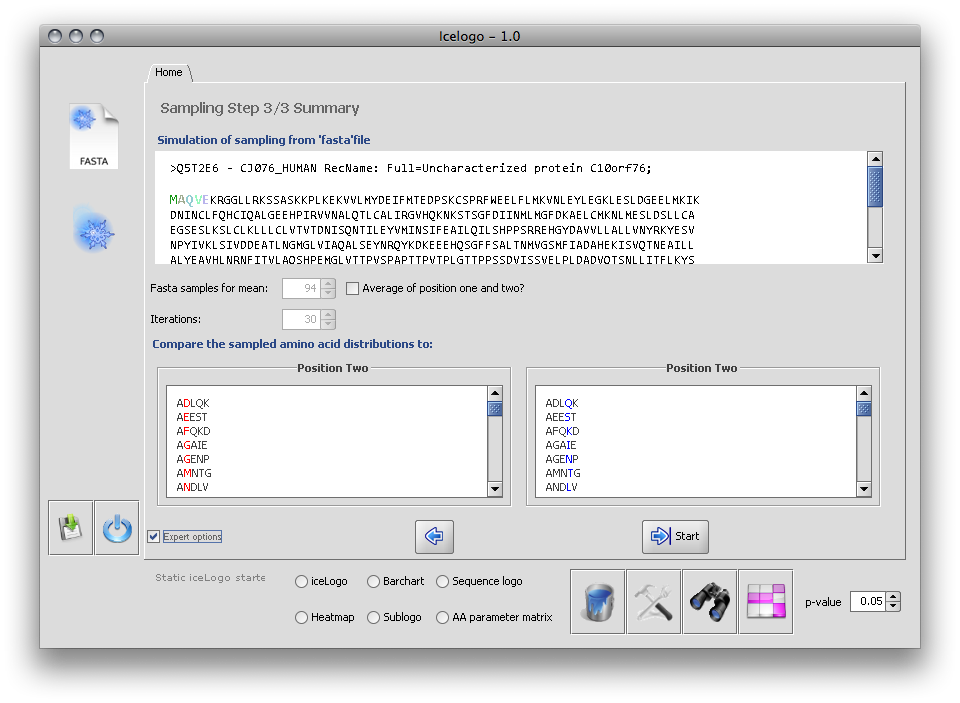 Icelogo – 1.0
Home
FASTA
Sampling Step 3/3 Summary
Simulation of sampling from 'fasta'file
>Q5T2E6 - CJ076_HUMAN RecName: Full=Uncharacterized protein C10orf76;
MAQVEKRGGLLRKSSASKKPLKEKVVLMYDEIFMTEDPSKCSPRFWEELFLMKVNLEYLEGKLESLDGEELMKIK
DNINCLFQHCIQALGEEHPIRVVNALQTLCALIRGVHQKNKSTSGFDIINMLMGFDKAELCMKNLMESLDSLLCA
EGSESLKSLCLKLLLCLVTVTDNISQNTILEYVMINSIFEAILQILSHPPSRREHGYDAVVLLALLVNYRKYESV
NPYIVKLSIVDDEATLNGMGLVIAQALSEYNRQYKDKEEEHQSGFFSALTNMVGSMFIADAHEKISVQTNEAILL
ALYEAVHLNRNFITVLAQSHPEMGLVTTPVSPAPTTPVTPLGTTPPSSDVISSVELPLDADVQTSNLLITFLKYS
Fasta samples for mean: 94 Average of position one and two?
Iterations: 30
Compare the sampled amino acid distributions to:
Position Two
ADLQK
AEEST
AFQKD
AGAIE
AGENP
AMNTG
ANDLV
Position Two
ADLQK
AEEST
AFQKD
AGAIE
AGENP
AMNTG
ANDLV
Expert options
Start
Static iceLogo starte
iceLogo Barchart Sequence logo
Heatmap Sublogo AA parameter matrix
p-value 0.05